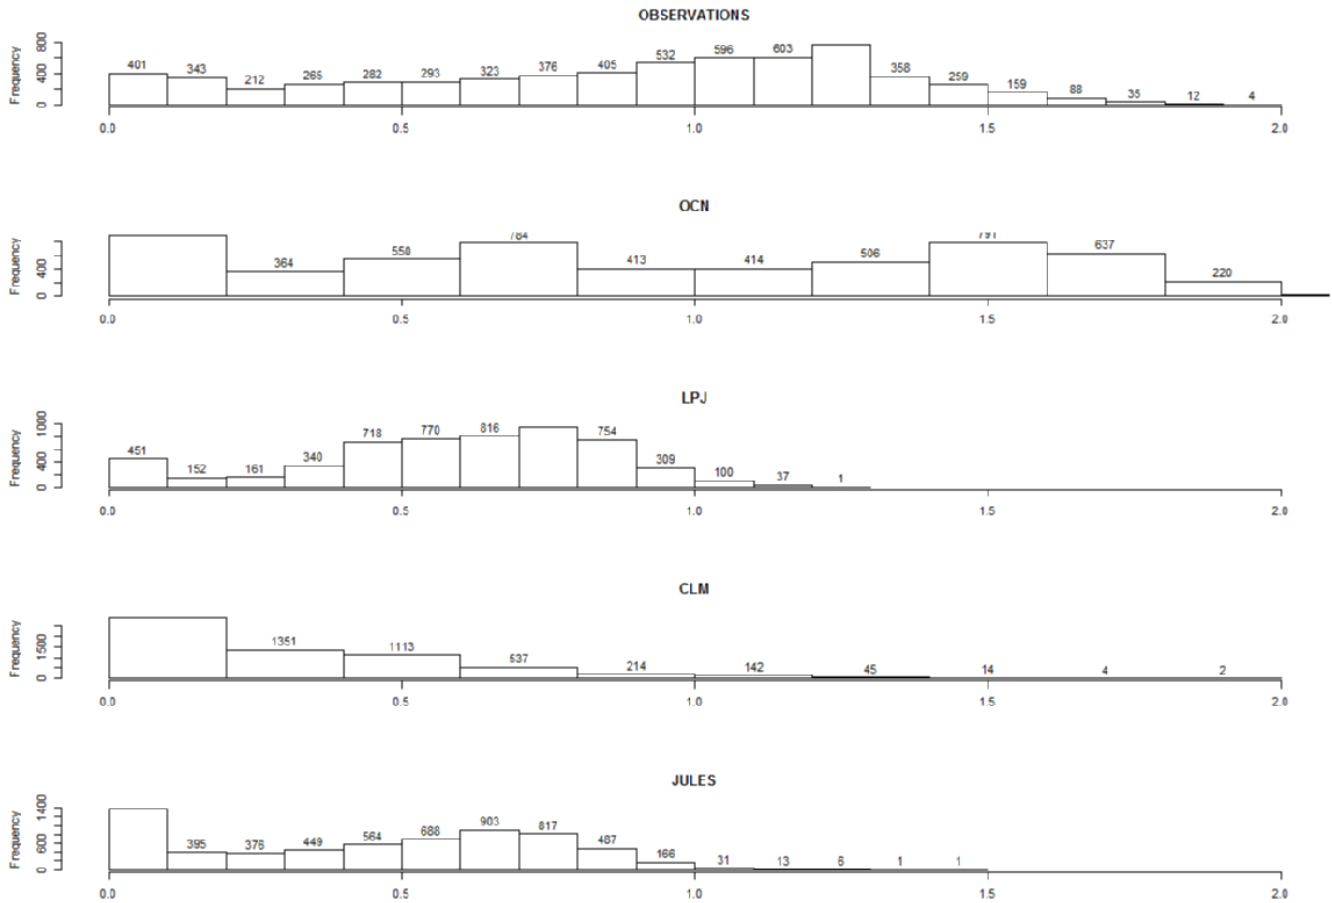 OBSERVATIONS
Frequency
0 400 800
401 343 212 265 282 293 323 376 405 532 596 603 358 259 159 88 35 12 4
0.0 0.5 1.0 1.5 2.0
OCN
Frequency
0 400
364 550 784 413 414 506 791 637 220
0.0 0.5 1.0 1.5 2.0
LPJ
Frequency
0 400 1000
451 152 161 340 718 770 816 754 309 100 37 1
0.0 0.5 1.0 1.5 2.0
CLM
Frequency
0 1500
1351 1113 537 214 142 45 14 4 2
0.0 0.5 1.0 1.5 2.0
JULES
Frequency
0 600 1400
395 376 449 564 688 903 817 487 166 31 13 6 1 1
0.0 0.5 1.0 1.5 2.0